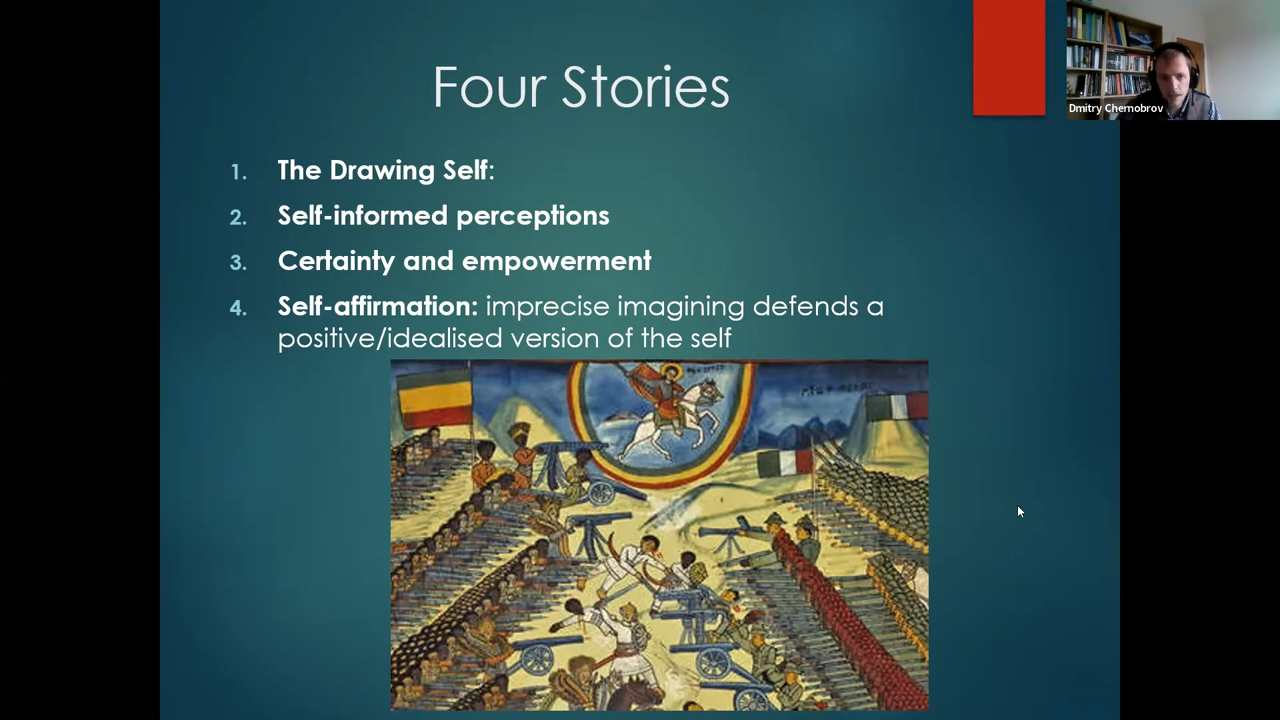 Four Stories
Dmitry Chernobrov
1. The Drawing Self:
2. Self-informed perceptions
3. Certainty and empowerment
4. Self-affirmation: imprecise imagining defends a
positive/idealised version of the self